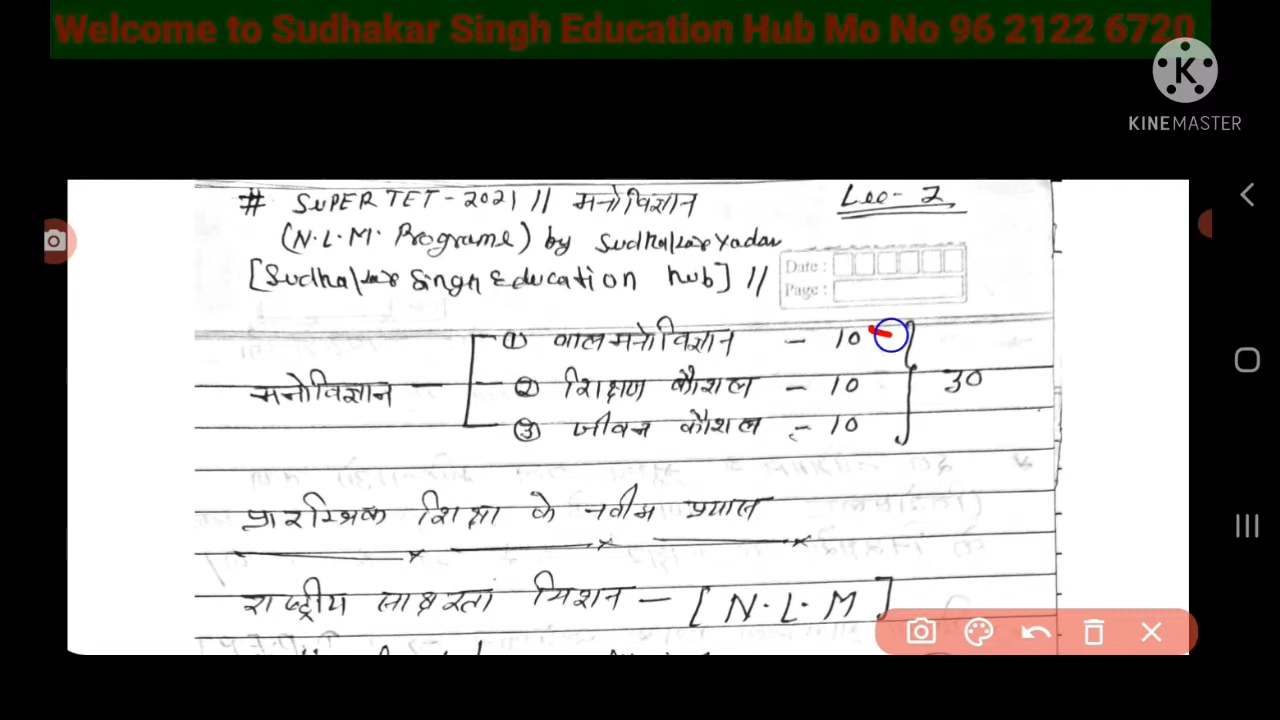 Welcome to Sudhakar Singh Education Hub Mo No 96 2122 6720
K
KINEMASTER
# SUPER TET - 2021 // मनोविज्ञान Lec - 2
(N.L.M. Programe) by Sudhakar Yadav
[Sudhakar Singh Education Hub] //
Date :
Page :
① बालमनोविज्ञान - 10
मनोविज्ञान - ② शिक्षण कौशल - 10 } 30
③ जीवन कौशल - 10
प्रारम्भिक शिक्षा के नवीन प्रयास
राष्ट्रीय साक्षरता मिशन - [N.L.M]